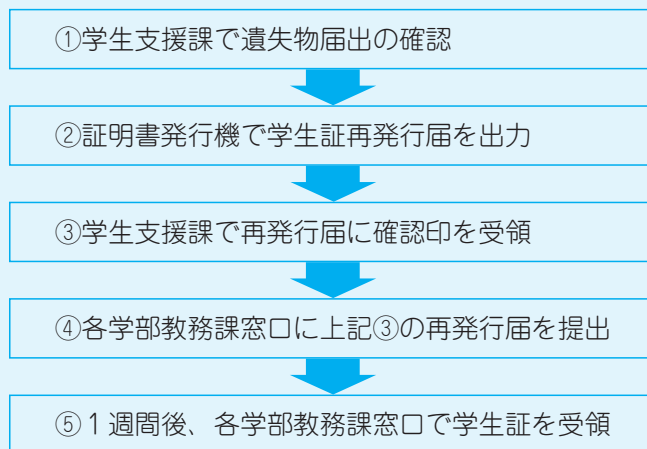 ①学生支援課で遺失物届出の確認
②証明書発行機で学生証再発行届を出力
③学生支援課で再発行届に確認印を受領
④各学部教務課窓口に上記③の再発行届を提出
⑤1週間後、各学部教務課窓口で学生証を受領